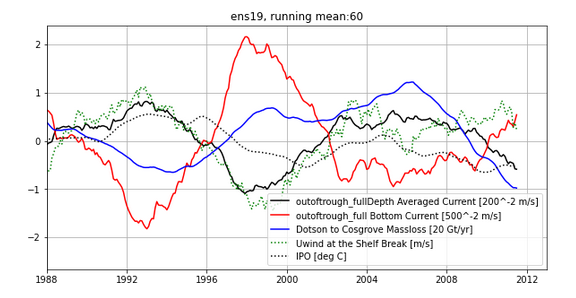 ens19, running mean:60
2
1
0
−1
−2
outoftrough_fullDepth Averaged Current [200^-2 m/s]
outoftrough_full Bottom Current [500^-2 m/s]
Dotson to Cosgrove Massloss [20 Gt/yr]
Uwind at the Shelf Break [m/s]
IPO [deg C]
1988 1992 1996 2000 2004 2008 2012